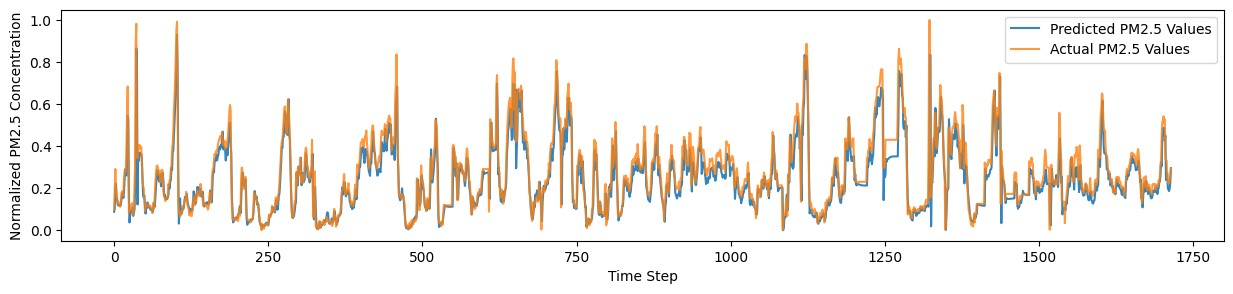 Normalized PM2.5 Concentration
1.0
0.8
0.6
0.4
0.2
0.0
Predicted PM2.5 Values
Actual PM2.5 Values
0 250 500 750 1000 1250 1500 1750
Time Step